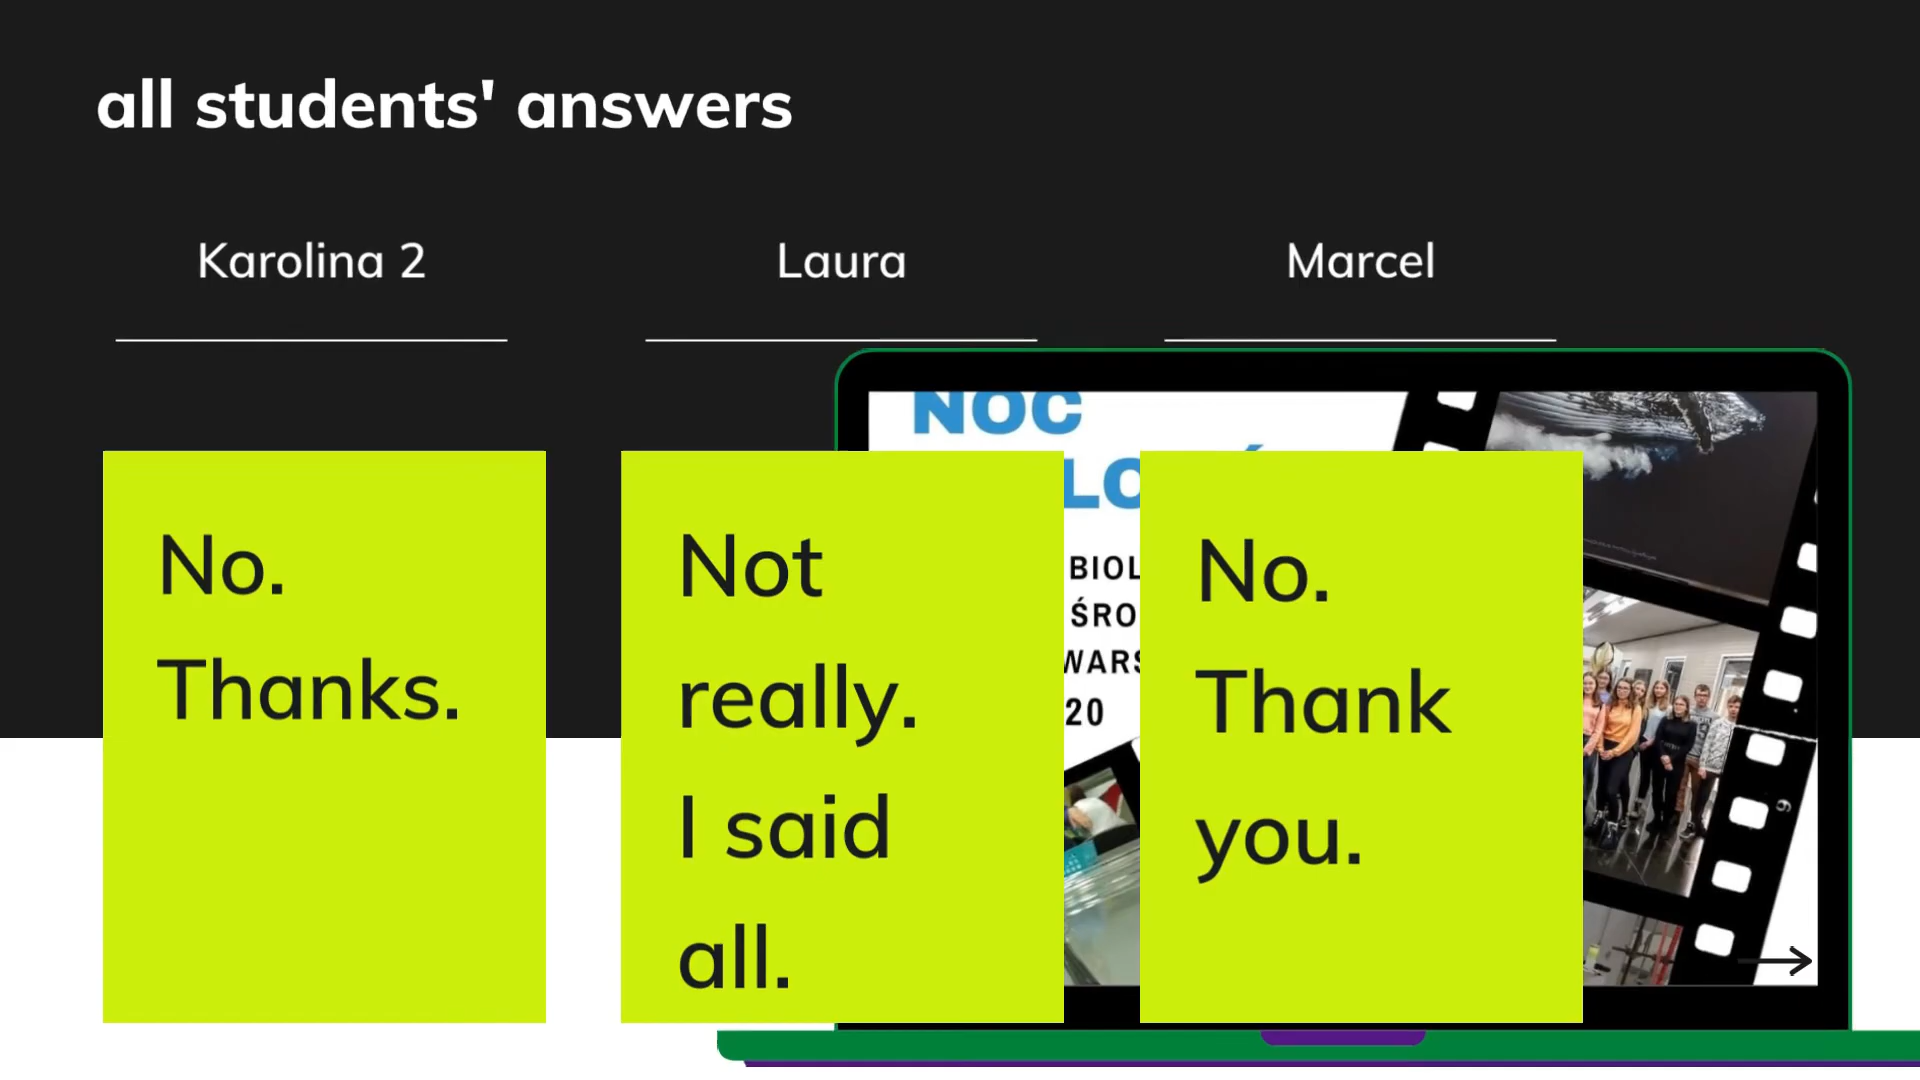 all students' answers
Karolina 2
Laura
Marcel
No.
Thanks.
Not
really.
I said
all.
No.
Thank
you.
NOC
BIOL
ŚRO
WARS
20